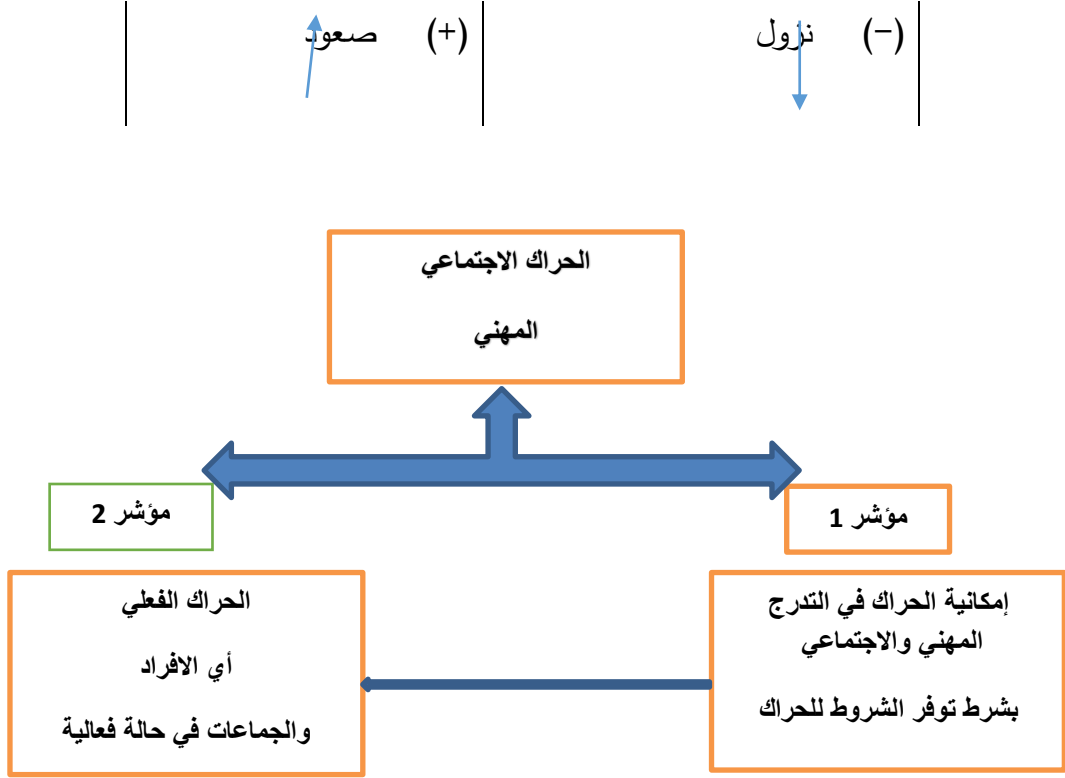 (-) نزول
(+) صعود
الحراك الاجتماعي
المهني
مؤشر 1
مؤشر 2
إمكانية الحراك في التدرج
المهني والاجتماعي
بشرط توفر الشروط للحراك
الحراك الفعلي
أي الافراد
والجماعات في حالة فعالية